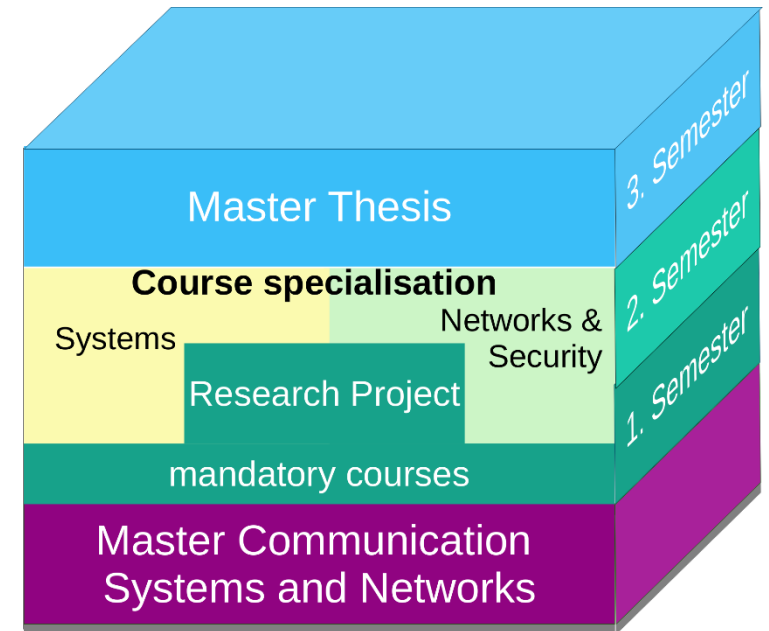 Master Thesis
3. Semester
Course specialisation
Systems
Networks &
Security
2. Semester
Research Project
1. Semester
mandatory courses
Master Communication
Systems and Networks